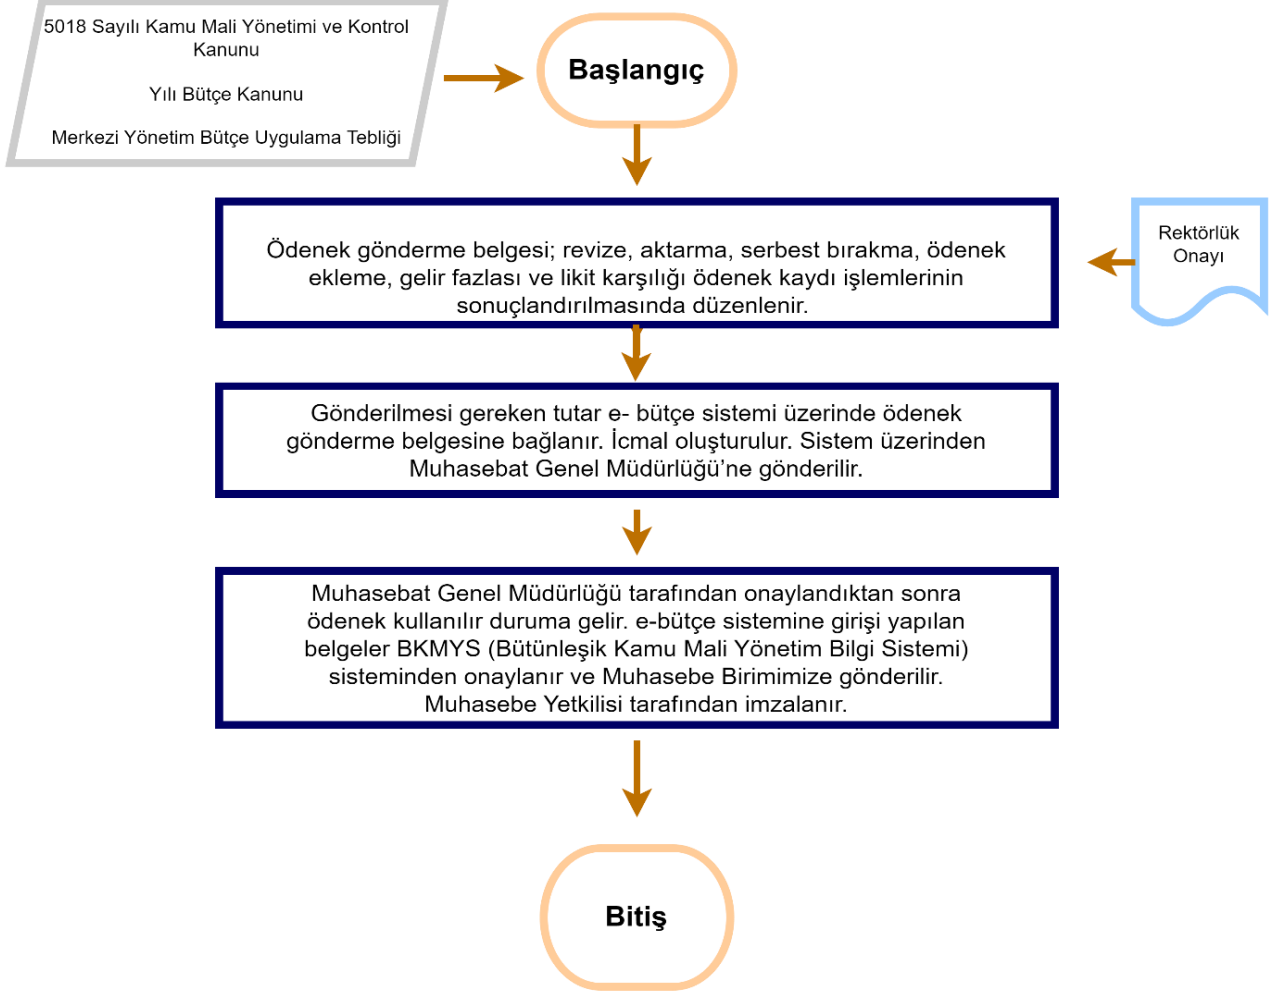 5018 Sayılı Kamu Mali Yönetimi ve Kontrol
Kanunu
Yılı Bütçe Kanunu
Merkezi Yönetim Bütçe Uygulama Tebliği
Başlangıç
Ödenek gönderme belgesi; revize, aktarma, serbest bırakma, ödenek
ekleme, gelir fazlası ve likit karşılığı ödenek kaydı işlemlerinin
sonuçlandırılmasında düzenlenir.
Rektörlük
Onayı
Gönderilmesi gereken tutar e- bütçe sistemi üzerinde ödenek
gönderme belgesine bağlanır. İcmal oluşturulur. Sistem üzerinden
Muhasebat Genel Müdürlüğü’ne gönderilir.
Muhasebat Genel Müdürlüğü tarafından onaylandıktan sonra
ödenek kullanılır duruma gelir. e-bütçe sistemine girişi yapılan
belgeler BKMYS (Bütünleşik Kamu Mali Yönetim Bilgi Sistemi)
sisteminden onaylanır ve Muhasebe Birimimize gönderilir.
Muhasebe Yetkilisi tarafından imzalanır.
Bitiş